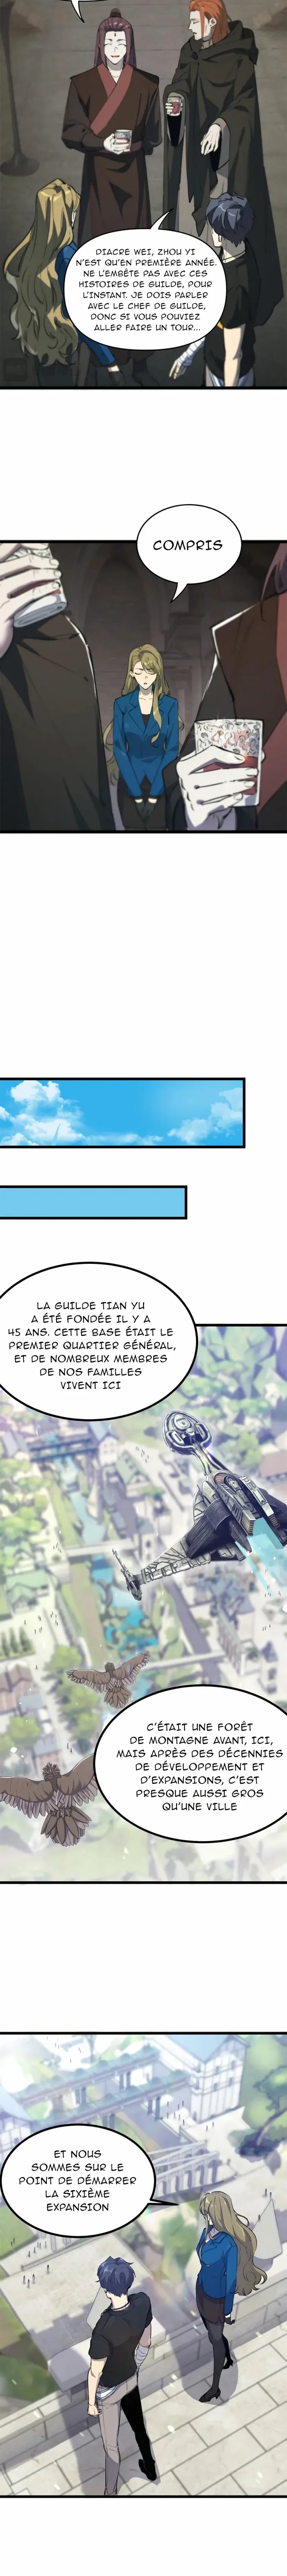 DIACRE WEI, ZHOU YI
N'EST QU'EN PREMIÈRE ANNÉE.
NE L'EMBÊTE PAS AVEC CES
HISTOIRES DE GUILDE, POUR
L'INSTANT. JE DOIS PARLER
AVEC LE CHEF DE GUILDE,
DONC SI VOUS POUVIEZ
ALLER FAIRE UN TOUR...
COMPRIS
LA GUILDE TIAN YU
A ÉTÉ FONDÉE IL Y A
45 ANS. CETTE BASE ÉTAIT LE
PREMIER QUARTIER GÉNÉRAL,
ET DE NOMBREUX MEMBRES
DE NOS FAMILLES
VIVENT ICI
C'ÉTAIT UNE FORÊT
DE MONTAGNE AVANT, ICI,
MAIS APRÈS DES DÉCENNIES
DE DÉVELOPPEMENT ET
D'EXPANSIONS, C'EST
PRESQUE AUSSI GROS
QU'UNE VILLE
ET NOUS
SOMMES SUR LE
POINT DE DÉMARRER
LA SIXIÈME
EXPANSION